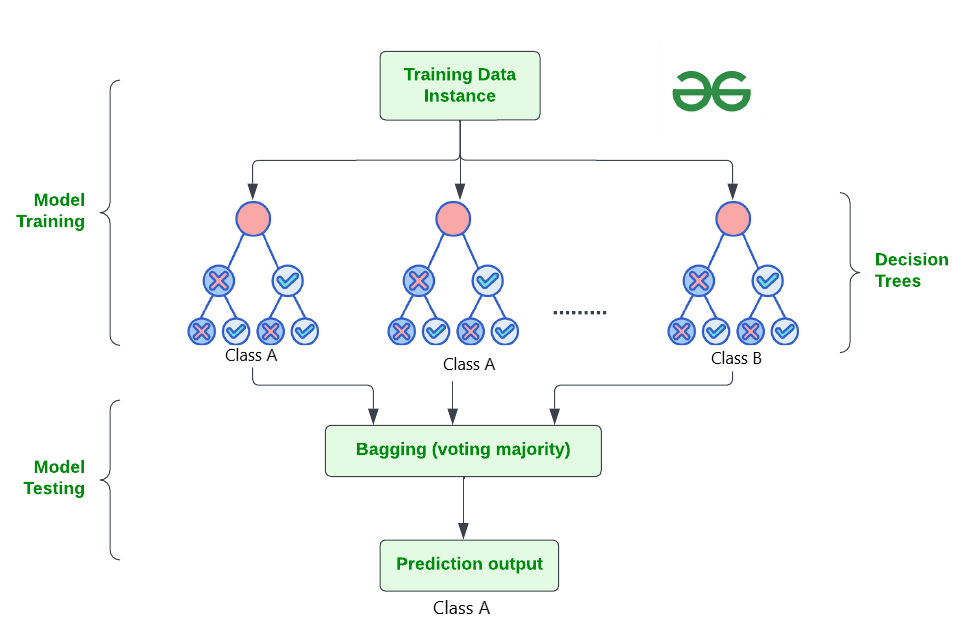 Training Data
Instance
Model
Training
Decision
Trees
Class A
Class A
Class B
Bagging (voting majority)
Model
Testing
Prediction output
Class A